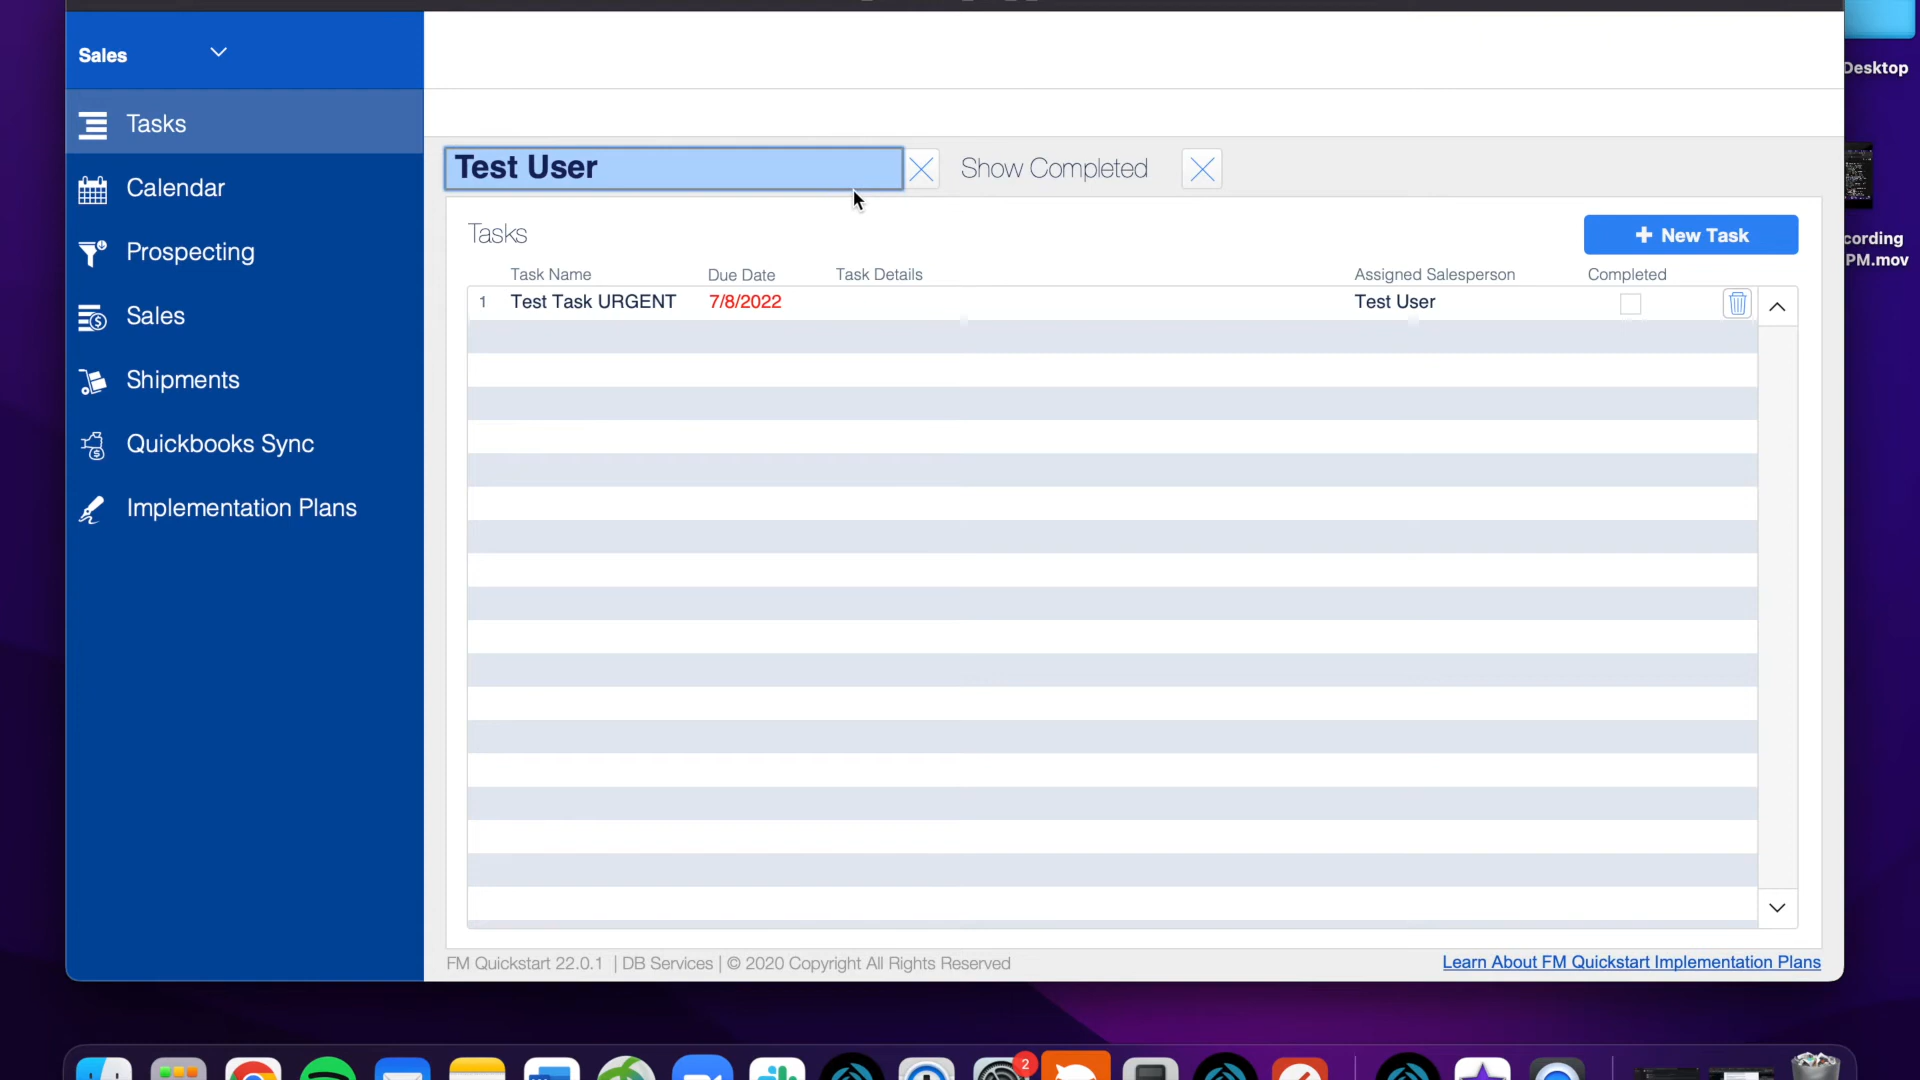 Sales
Tasks
Calendar
Prospecting
Sales
Shipments
Quickbooks Sync
Implementation Plans
Test User
Show Completed
Tasks
New Task
Task Name Due Date Task Details Assigned Salesperson Completed
1 Test Task URGENT 7/8/2022 Test User
FM Quickstart 22.0.1 | DB Services | © 2020 Copyright All Rights Reserved
Learn About FM Quickstart Implementation Plans
Desktop
cording
PM.mov
2